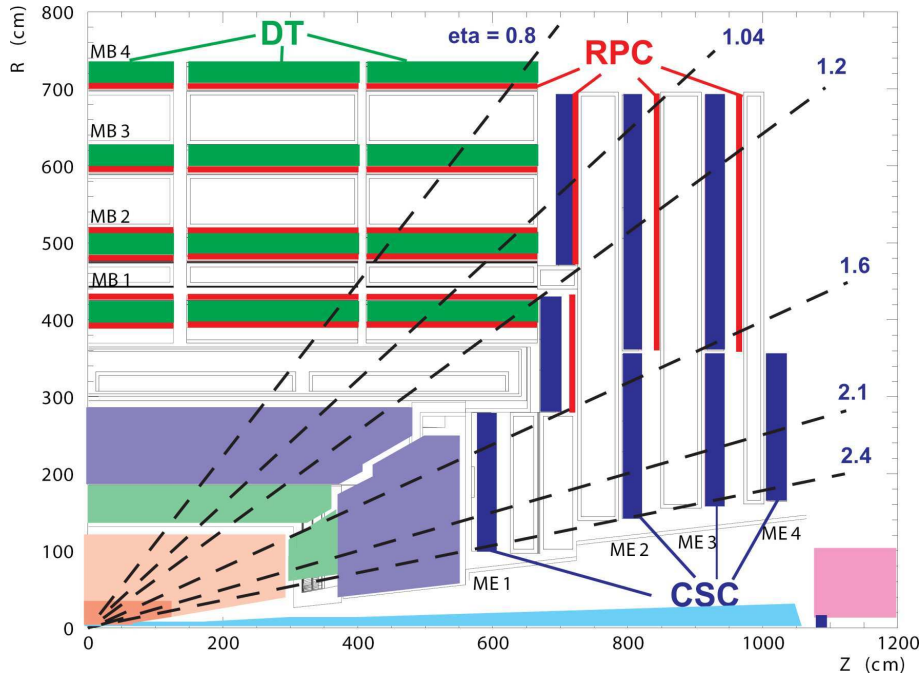 R (cm)
800
700
600
500
400
300
200
100
0
MB 4
MB 3
MB 2
MB 1
DT
eta = 0.8
1.04
RPC
1.2
1.6
2.1
2.4
ME 1
ME 2
ME 3
ME 4
CSC
0
200
400
600
800
1000
1200
Z (cm)